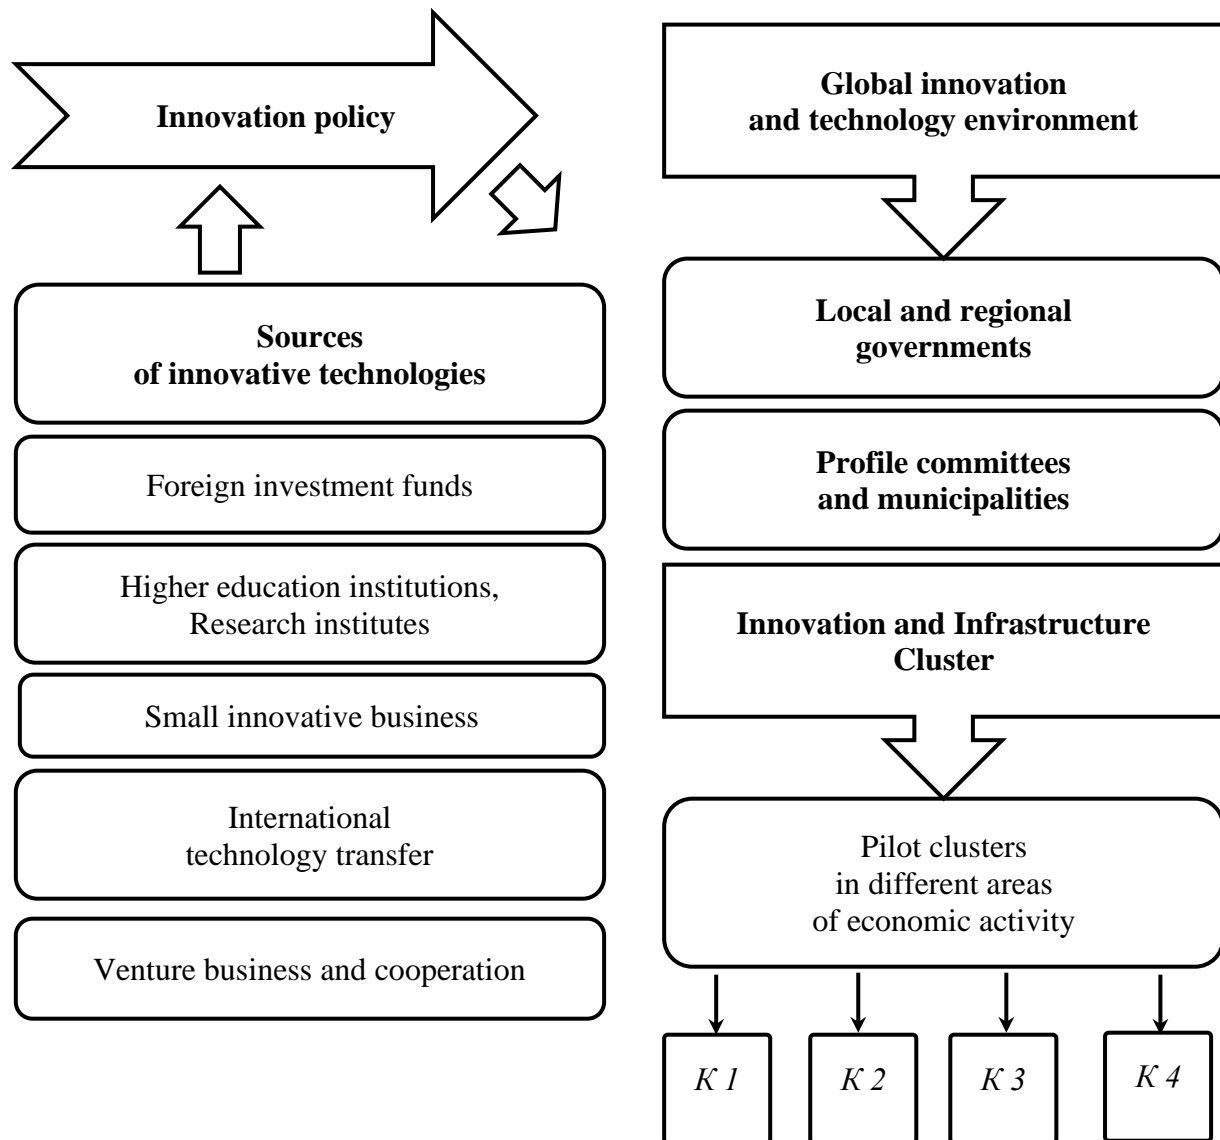 Innovation policy
Sources
of innovative technologies
Foreign investment funds
Higher education institutions,
Research institutes
Small innovative business
International
technology transfer
Venture business and cooperation
Global innovation
and technology environment
Local and regional
governments
Profile committees
and municipalities
Innovation and Infrastructure
Cluster
Pilot clusters
in different areas
of economic activity
K 1
K 2
K 3
K 4